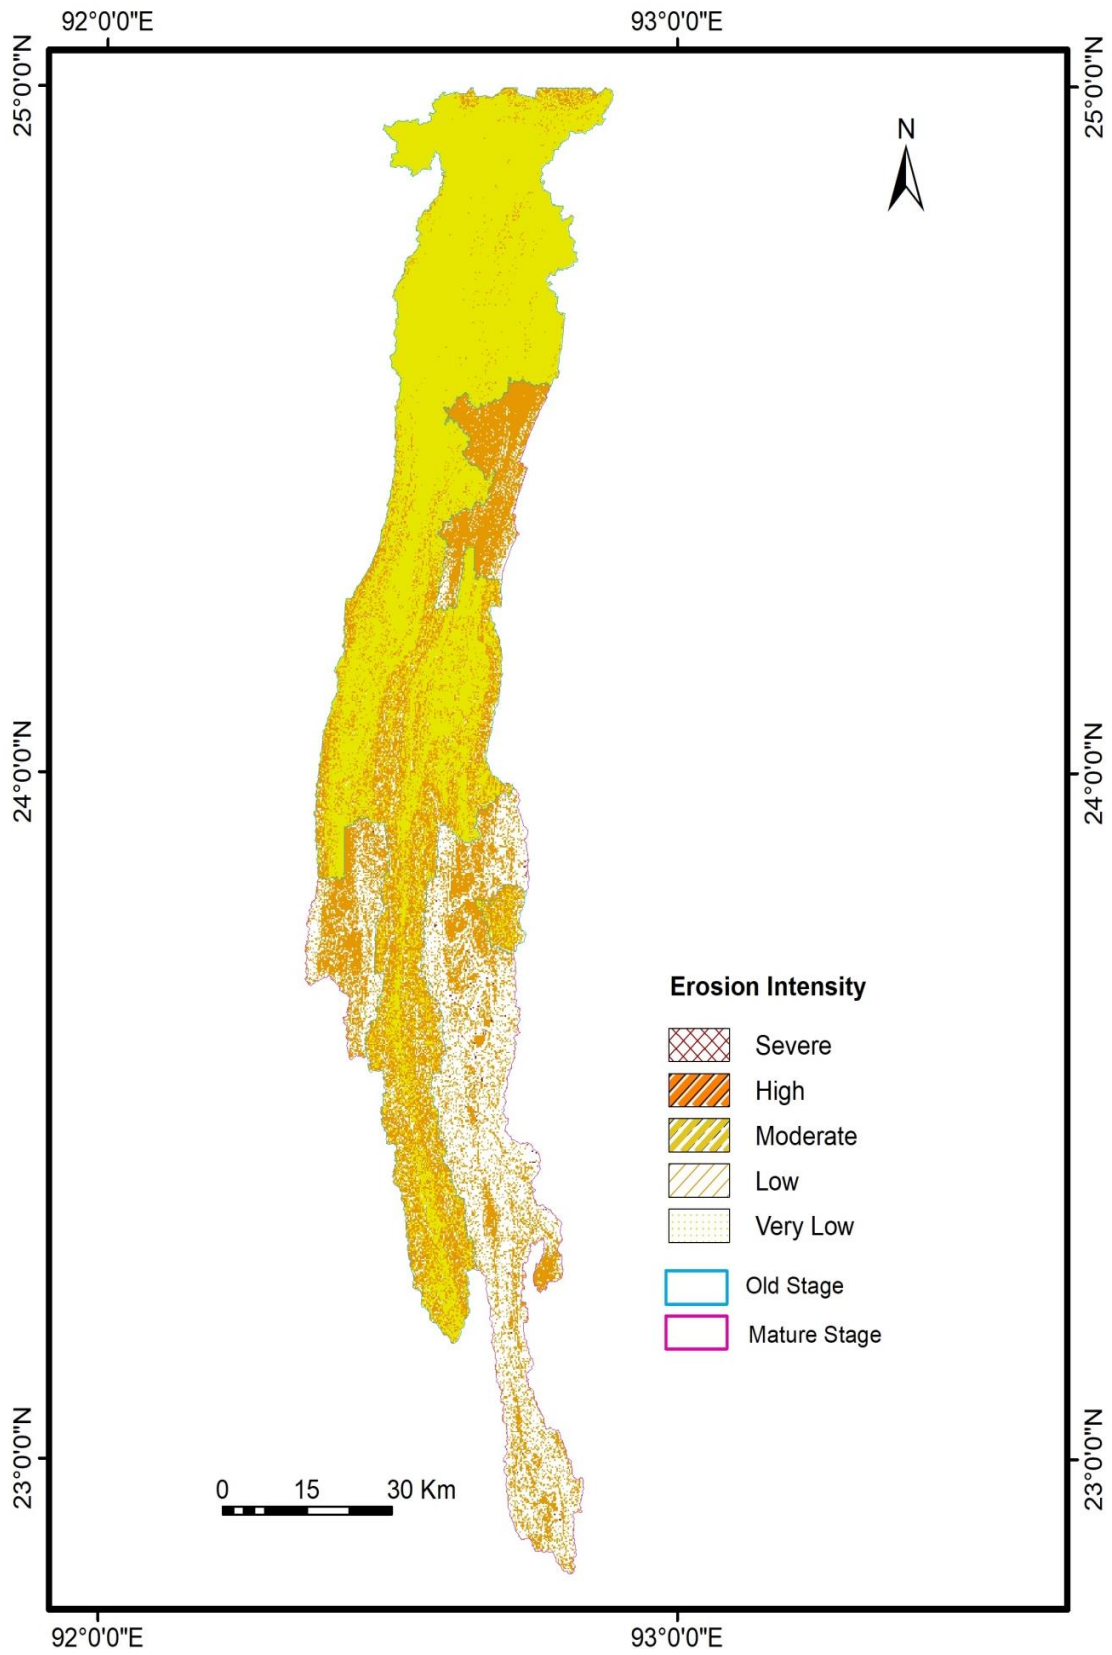 92°0'0"E 93°0'0"E
25°0'0"N 25°0'0"N
N
24°0'0"N 24°0'0"N
Erosion Intensity
Severe
High
Moderate
Low
Very Low
Old Stage
Mature Stage
23°0'0"N 23°0'0"N
0 15 30 Km
92°0'0"E 93°0'0"E